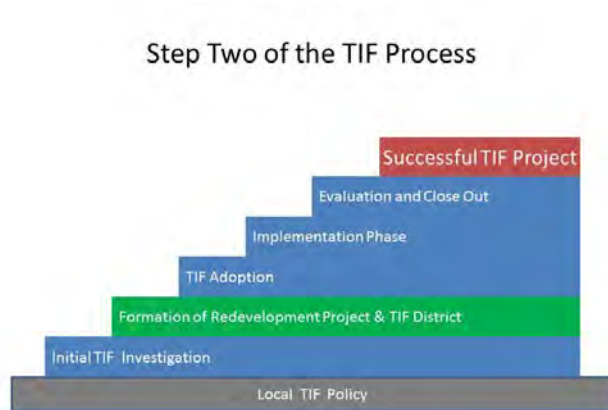 Step Two of the TIF Process
Successful TIF Project
Evaluation and Close Out
Implementation Phase
TIF Adoption
Formation of Redevelopment Project & TIF District
Initial TIF Investigation
Local TIF Policy